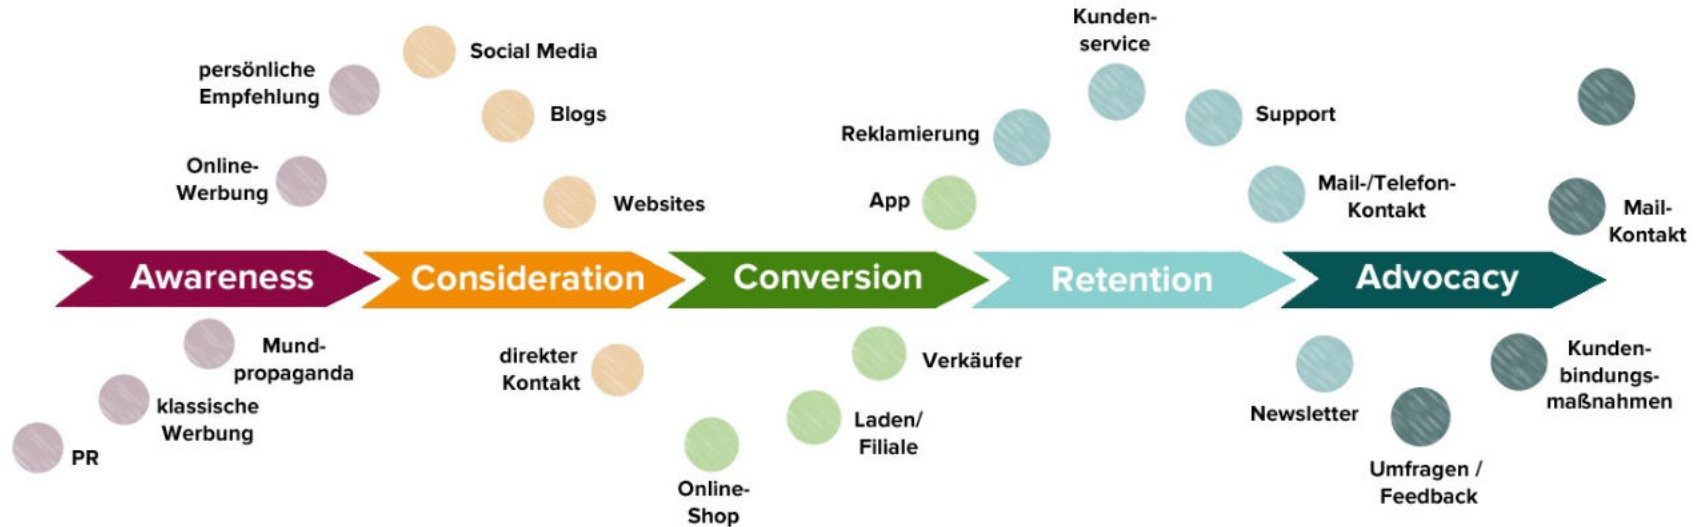 persönliche
Empfehlung
Social Media
Blogs
Online-
Werbung
Websites
Kunden-
service
Reklamierung
Support
App
Mail-/Telefon-
Kontakt
Mail-
Kontakt
Awareness
Consideration
Conversion
Retention
Advocacy
Mund-
propaganda
klassische
Werbung
PR
direkter
Kontakt
Verkäufer
Laden/
Filiale
Online-
Shop
Newsletter
Umfragen /
Feedback
Kunden-
bindungs-
maßnahmen